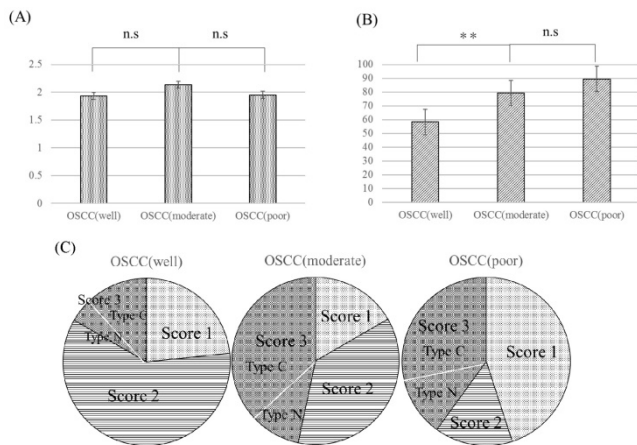 (A)
n.s
n.s
2.5
2
1.5
1
0.5
0
OSCC(well)
OSCC(moderate)
OSCC(poor)
(B)
**
n.s
100
90
80
70
60
50
40
30
20
10
0
OSCC(well)
OSCC(moderate)
OSCC(poor)
(C)
OSCC(well)
Score 3
Type C
Type N
Score 1
Score 2
OSCC(moderate)
Score 1
Score 3
Type C
Score 2
Type N
OSCC(poor)
Score 3
Type C
Score 1
Type N
Score 2